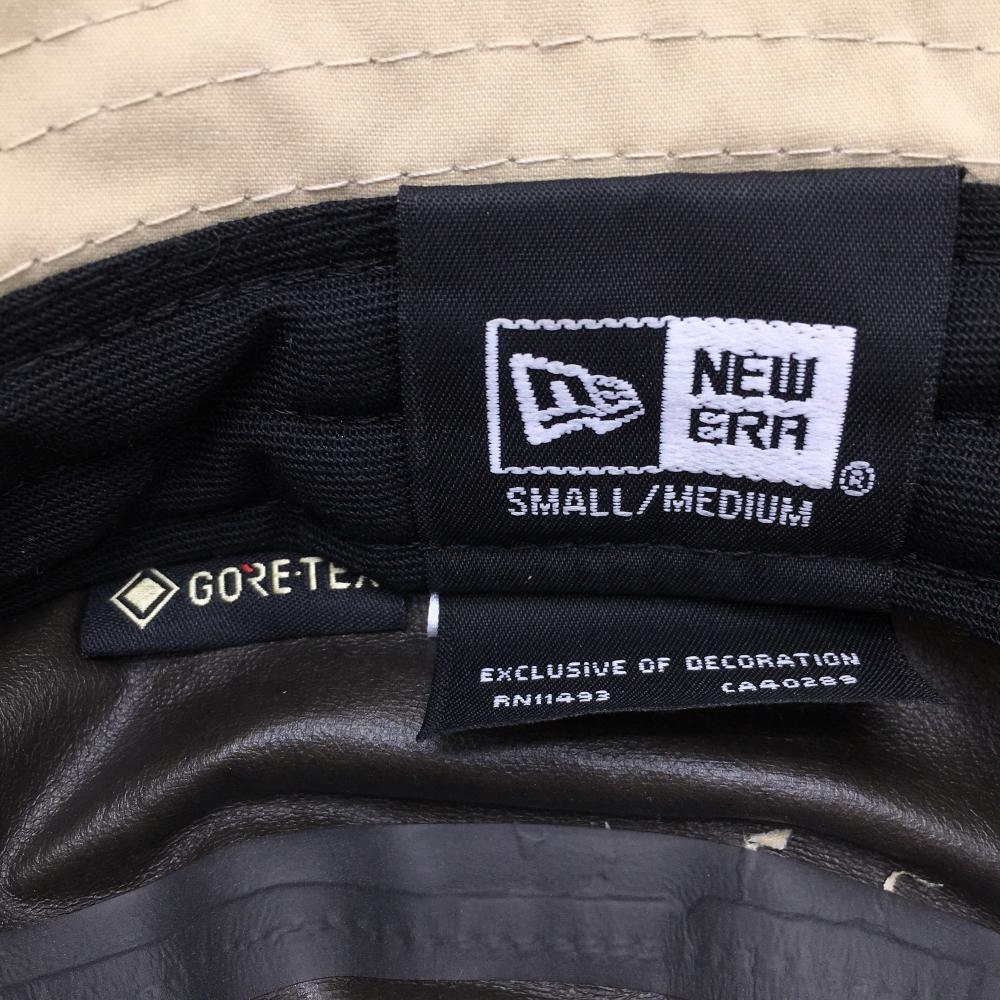 NEW
ERA
®
SMALL/MEDIUM
GORE-TEX
EXCLUSIVE OF DECORATION
RN11493 CA40289